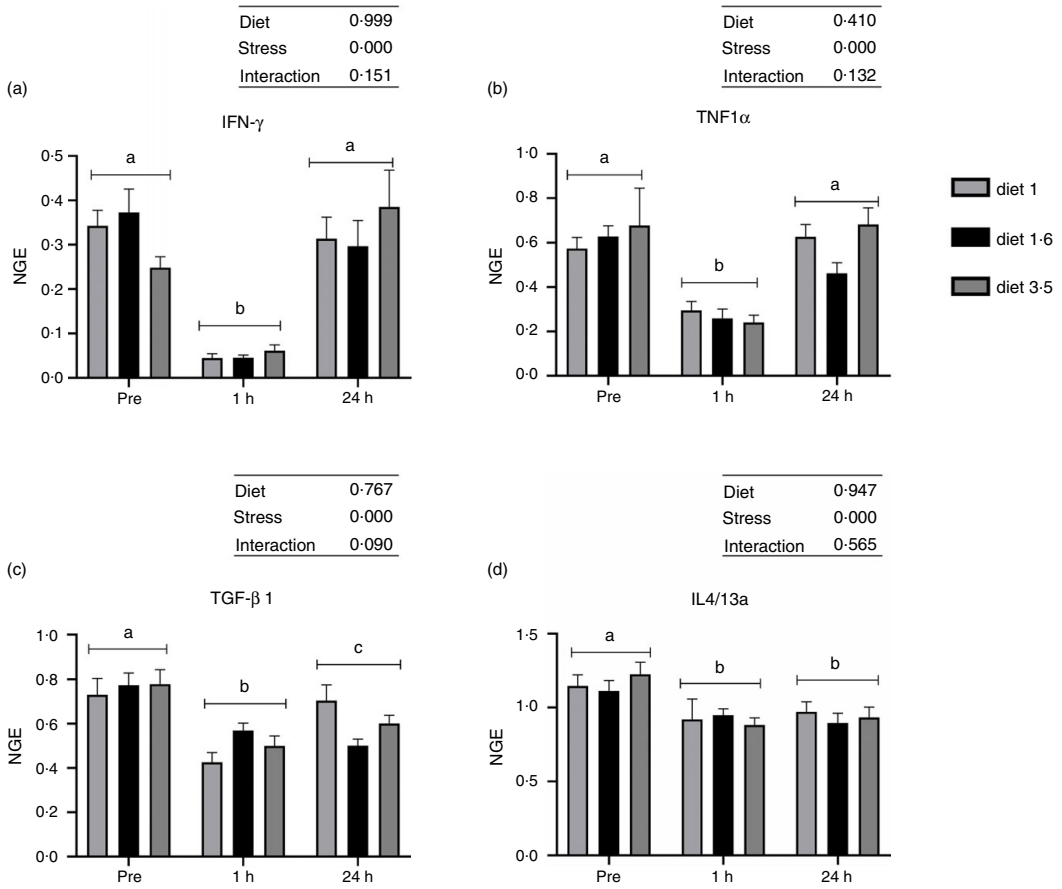 Diet 0·999
Stress 0·000
Interaction 0·151
(a)
IFN-γ
0·5
0·4
0·3
0·2
0·1
0·0
NGE
a
b
a
Pre 1 h 24 h
Diet 0·410
Stress 0·000
Interaction 0·132
(b)
TNF1α
1·0
0·8
0·6
0·4
0·2
0·0
NGE
a
b
a
Pre 1 h 24 h
diet 1
diet 1·6
diet 3·5
Diet 0·767
Stress 0·000
Interaction 0·090
(c)
TGF-β 1
1·0
0·8
0·6
0·4
0·2
0·0
NGE
a
b
c
Pre 1 h 24 h
Diet 0·947
Stress 0·000
Interaction 0·565
(d)
IL4/13a
1·5
1·0
0·5
0·0
NGE
a
b
b
Pre 1 h 24 h